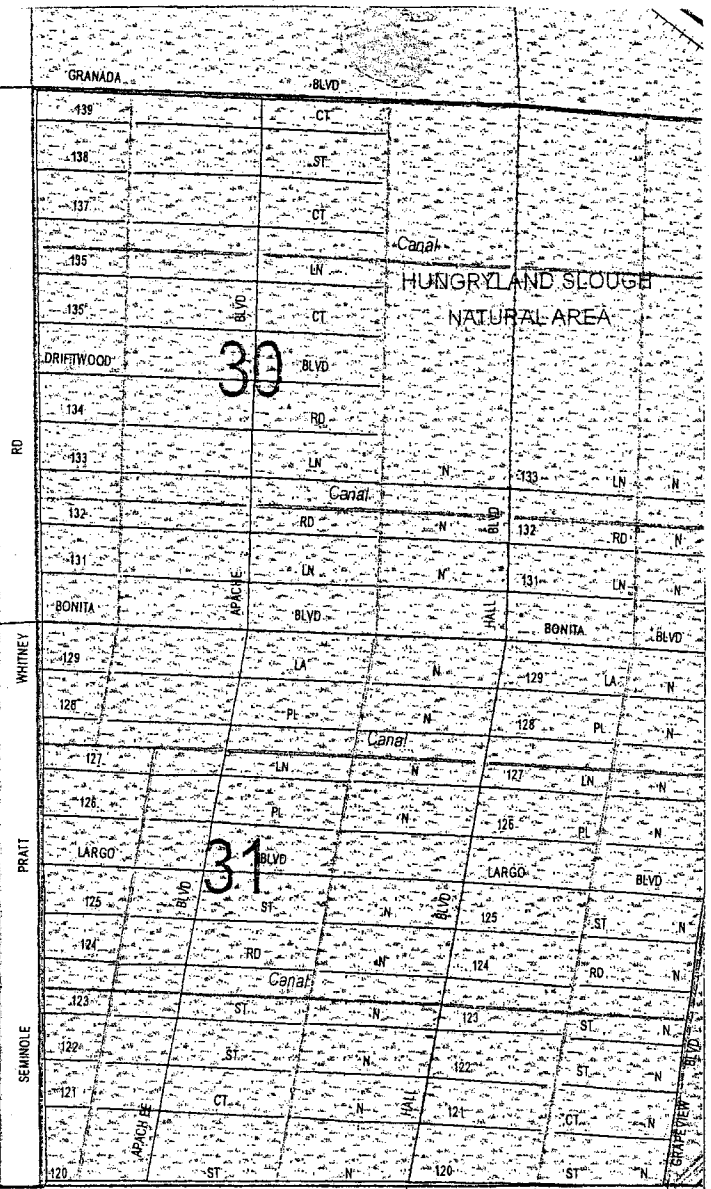 GRANADA BLVD
139 CT
138 ST
137 CT
Canal
135 LN
HUNGRYLAND SLOUGH
NATURAL AREA
135 CT
BLVD
DRIFTWOOD BLVD
30
134 RD
133 LN N 133 LN N
RD
Canal
132 RD N BLVD 132 RD N
131 LN N 131 LN N
APACHE
HALL
BONITA BLVD BONITA BLVD
WHITNEY
129 LA N 129 LA N
128 PL N 128 PL N
Canal
127 LN N 127 LN N
126 PL N 126 PL N
PRATT
LARGO BLVD LARGO BLVD
31
BLVD
BLVD
125 ST N 125 ST N
124 RD N 124 RD N
Canal
123 ST N 123 ST N
SEMINOLE
122 ST N 122 ST N
BLVD
121 CT N 121 CT N
APACHEE
HALL
GRAPEVIEW
120 ST N 120 ST N